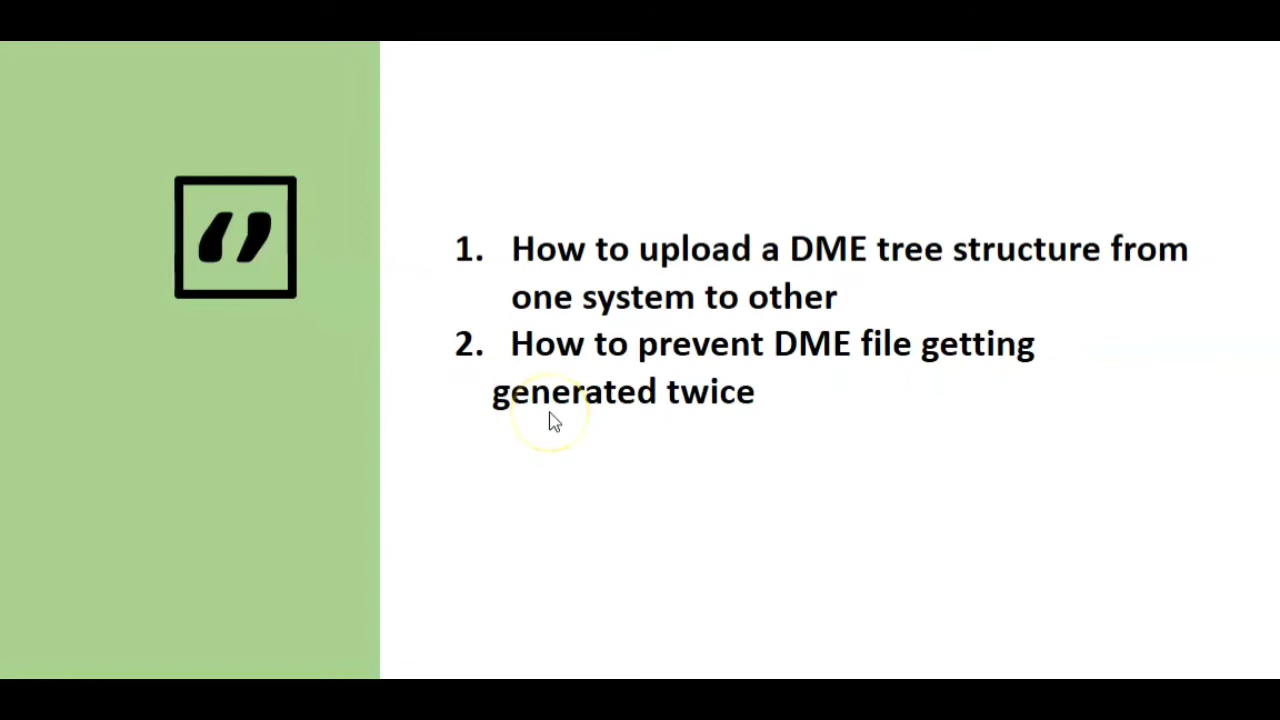 1. How to upload a DME tree structure from
one system to other
2. How to prevent DME file getting
generated twice